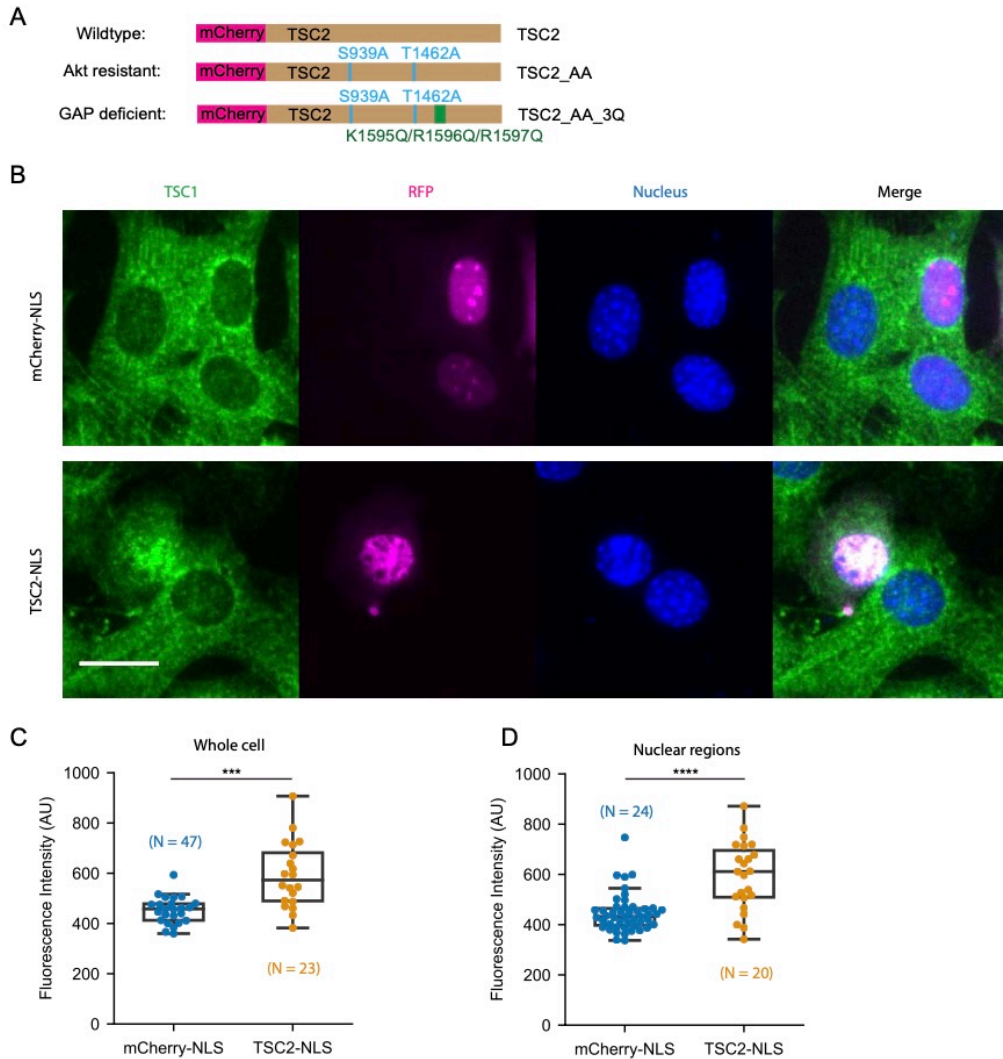 A
Wildtype: mCherry TSC2 TSC2
S939A T1462A
Akt resistant: mCherry TSC2 TSC2_AA
S939A T1462A
GAP deficient: mCherry TSC2 TSC2_AA_3Q
K1595Q/R1596Q/R1597Q
B
TSC1 RFP Nucleus Merge
mCherry-NLS
TSC2-NLS
C
Whole cell
***
Fluorescence Intensity (AU)
1000
800
600
400
200
0
(N = 47)
(N = 23)
mCherry-NLS TSC2-NLS
D
Nuclear regions
****
Fluorescence Intensity (AU)
1000
800
600
400
200
0
(N = 24)
(N = 20)
mCherry-NLS TSC2-NLS